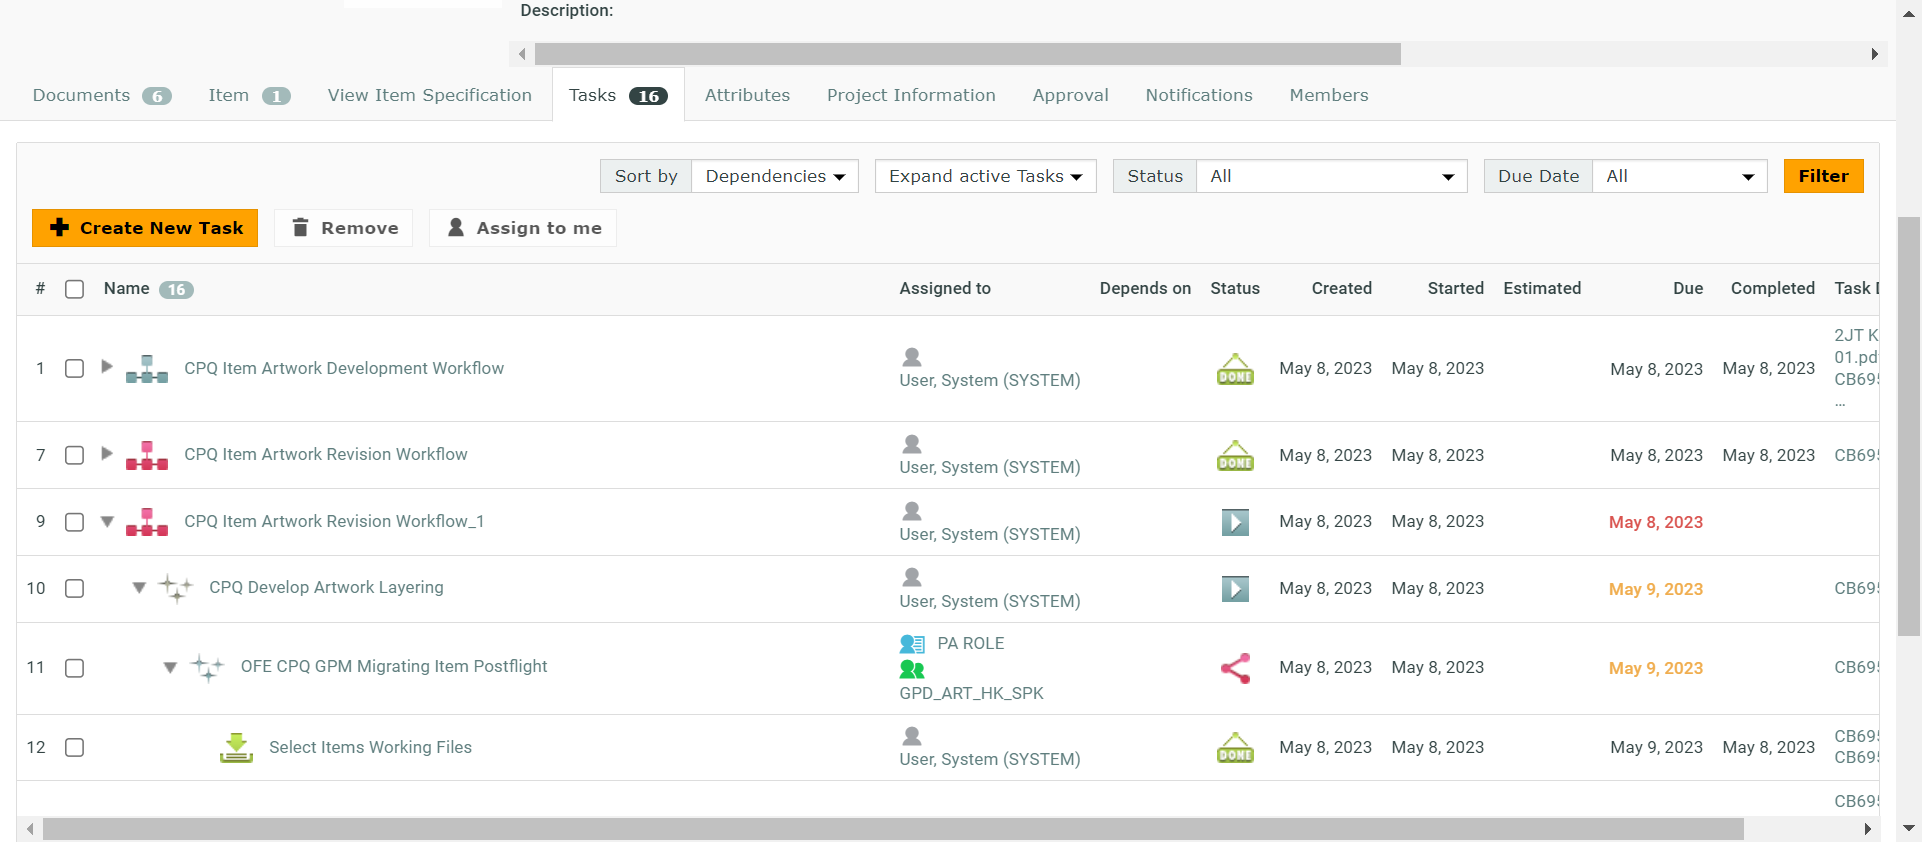 Description:
Documents 6 Item 1 View Item Specification Tasks 16 Attributes Project Information Approval Notifications Members
Sort by Dependencies Expand active Tasks Status All Due Date All Filter
Create New Task Remove Assign to me
# Name 16 Assigned to Depends on Status Created Started Estimated Due Completed Task
2JT K
1 CPQ Item Artwork Development Workflow User, System (SYSTEM) DONE May 8, 2023 May 8, 2023 May 8, 2023 May 8, 2023 01.pd
CB69
...
7 CPQ Item Artwork Revision Workflow User, System (SYSTEM) DONE May 8, 2023 May 8, 2023 May 8, 2023 May 8, 2023 CB69
9 CPQ Item Artwork Revision Workflow_1 User, System (SYSTEM) May 8, 2023 May 8, 2023 May 8, 2023
10 CPQ Develop Artwork Layering User, System (SYSTEM) May 8, 2023 May 8, 2023 May 9, 2023 CB69
11 OFE CPQ GPM Migrating Item Postflight PA ROLE GPD_ART_HK_SPK May 8, 2023 May 8, 2023 May 9, 2023 CB69
12 Select Items Working Files User, System (SYSTEM) DONE May 8, 2023 May 8, 2023 May 9, 2023 May 8, 2023 CB69
CB69
CB69